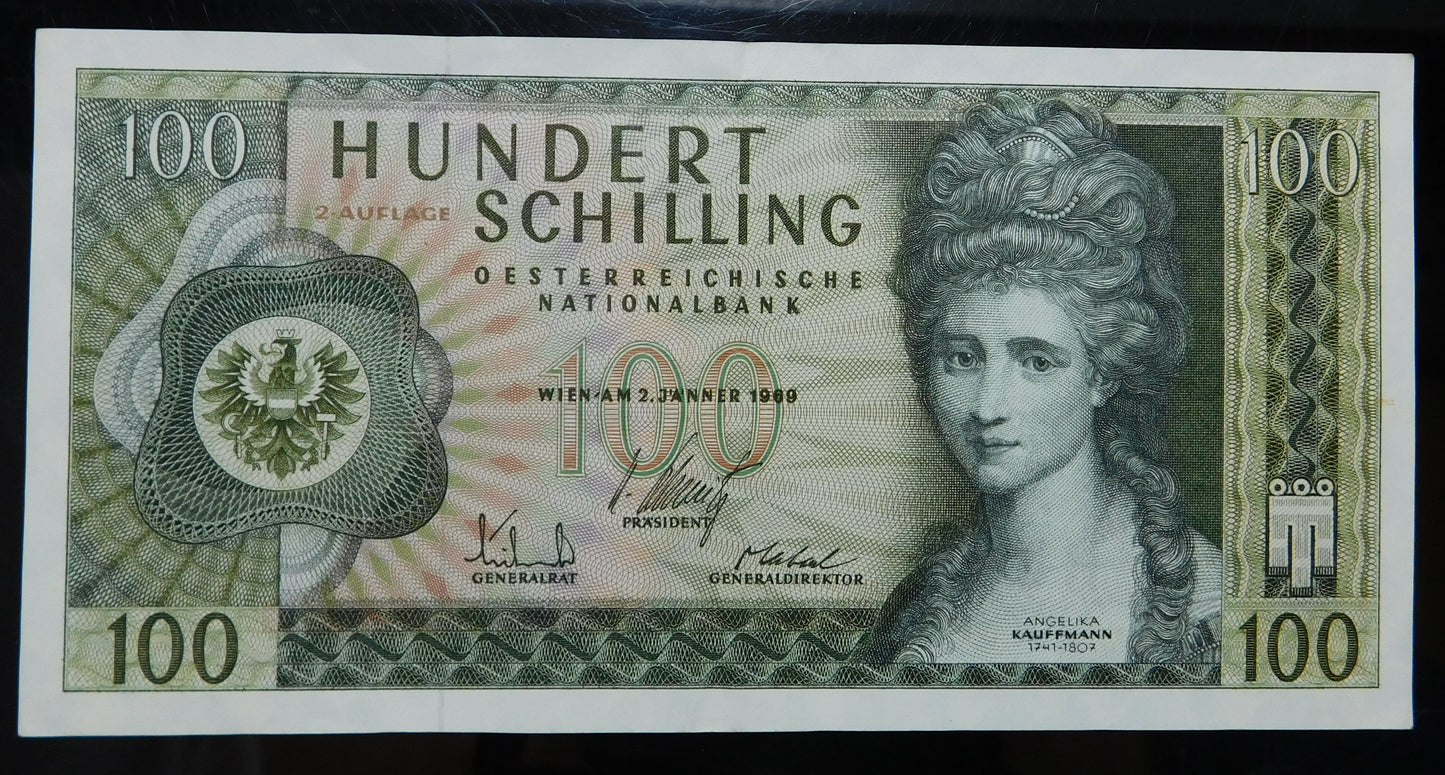 100
HUNDERT
100
2·AUFLAGE
SCHILLING
OESTERREICHISCHE
NATIONALBANK
100
WIEN·AM 2. JÄNNER 1969
PRÄSIDENT
GENERALRAT
GENERALDIREKTOR
100
ANGELIKA
KAUFFMANN
1741-1807
100